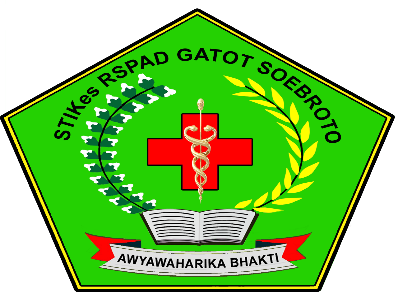 STIKes RSPAD GATOT SOEBROTO
AWYAWAHARIKA BHAKTI